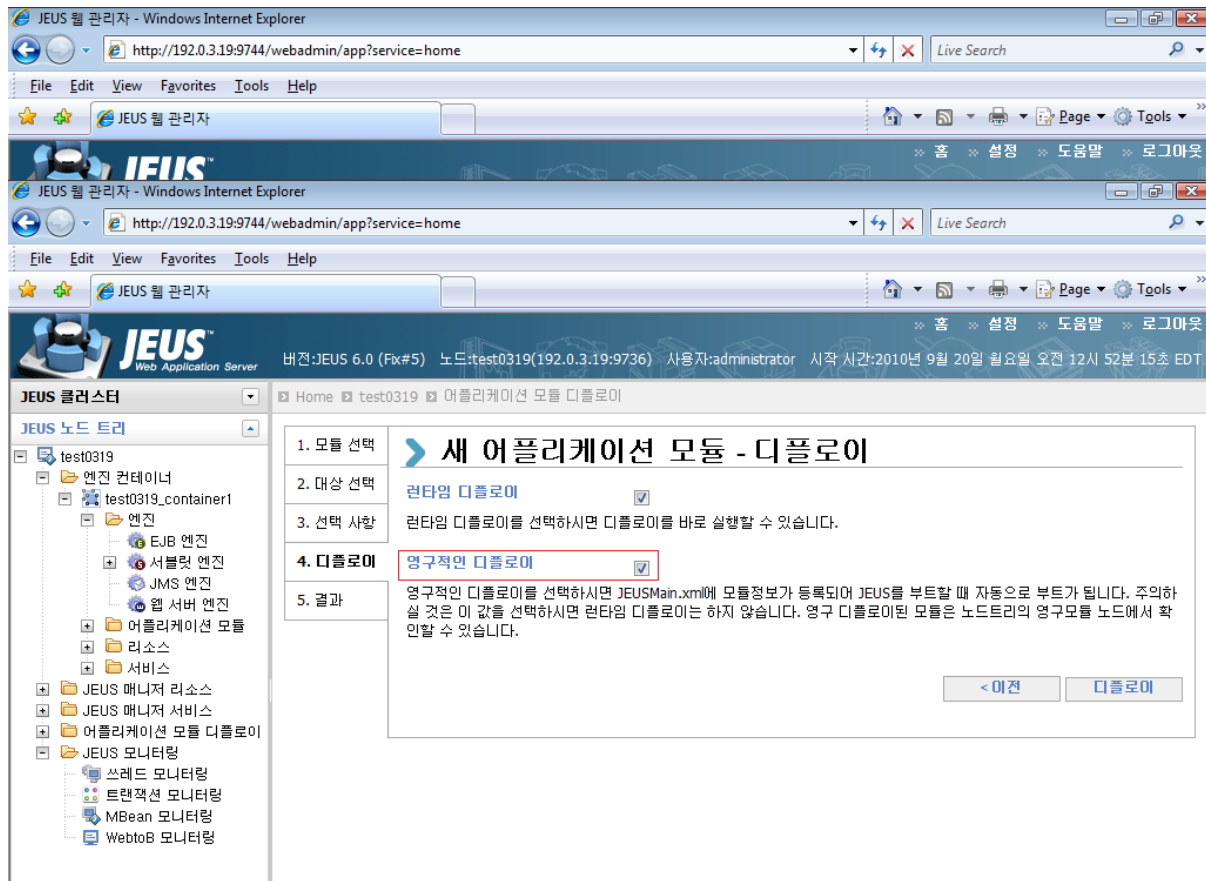 JEUS 웹 관리자 - Windows Internet Explorer
http://192.0.3.19:9744/webadmin/app?service=home
Live Search
File Edit View Favorites Tools Help
JEUS 웹 관리자
Page Tools
JEUS™
홈 설정 도움말 로그아웃
JEUS 웹 관리자 - Windows Internet Explorer
http://192.0.3.19:9744/webadmin/app?service=home
Live Search
File Edit View Favorites Tools Help
JEUS 웹 관리자
Page Tools
» 홈 » 설정 » 도움말 » 로그아웃
JEUS™
Web Application Server
버전:JEUS 6.0 (Fix#5) 노드:test0319(192.0.3.19:9736) 사용자:administrator 시작 시간:2010년 9월 20일 월요일 오전 12시 52분 15초 EDT
JEUS 클러스터
Home test0319 어플리케이션 모듈 디플로이
JEUS 노드 트리
test0319
엔진 컨테이너
test0319_container1
엔진
EJB 엔진
서블릿 엔진
JMS 엔진
웹 서버 엔진
어플리케이션 모듈
리소스
서비스
JEUS 매니저 리소스
JEUS 매니저 서비스
어플리케이션 모듈 디플로이
JEUS 모니터링
쓰레드 모니터링
트랜잭션 모니터링
MBean 모니터링
WebtoB 모니터링
1. 모듈 선택
2. 대상 선택
3. 선택 사항
4. 디플로이
5. 결과
새 어플리케이션 모듈 - 디플로이
런타임 디플로이
런타임 디플로이를 선택하시면 디플로이를 바로 실행할 수 있습니다.
영구적인 디플로이
영구적인 디플로이를 선택하시면 JEUSMain.xml에 모듈정보가 등록되어 JEUS를 부트할 때 자동으로 부트가 됩니다. 주의하
실 것은 이 값을 선택하시면 런타임 디플로이는 하지 않습니다. 영구 디플로이된 모듈은 노드트리의 영구모듈 노드에서 확
인할 수 있습니다.
<이전 디플로이